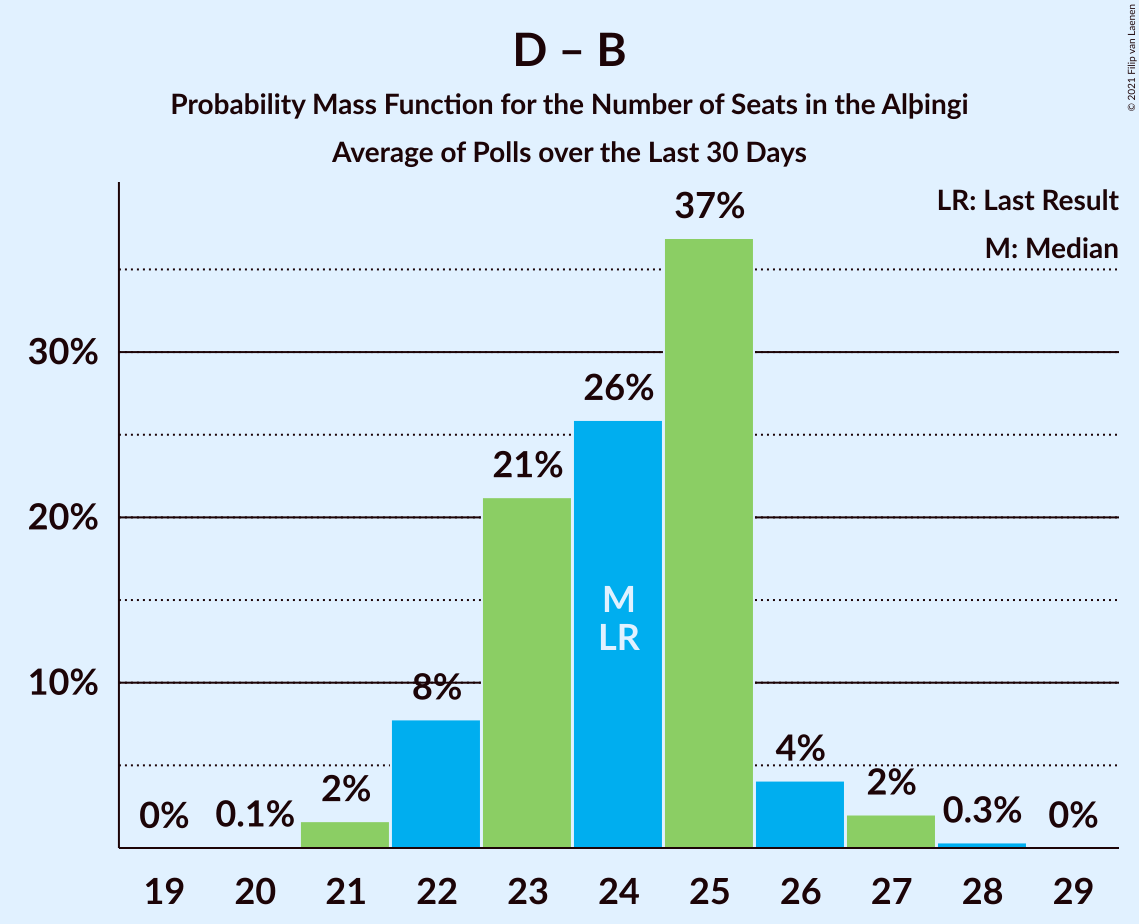 D – B
Probability Mass Function for the Number of Seats in the Alþingi
Average of Polls over the Last 30 Days
© 2021 Filip van Laenen
LR: Last Result
M: Median
37%
30%
26%
21%
20%
M
LR
10%
8%
4%
2%
2%
0%
0.1%
0.3%
0%
19 20 21 22 23 24 25 26 27 28 29